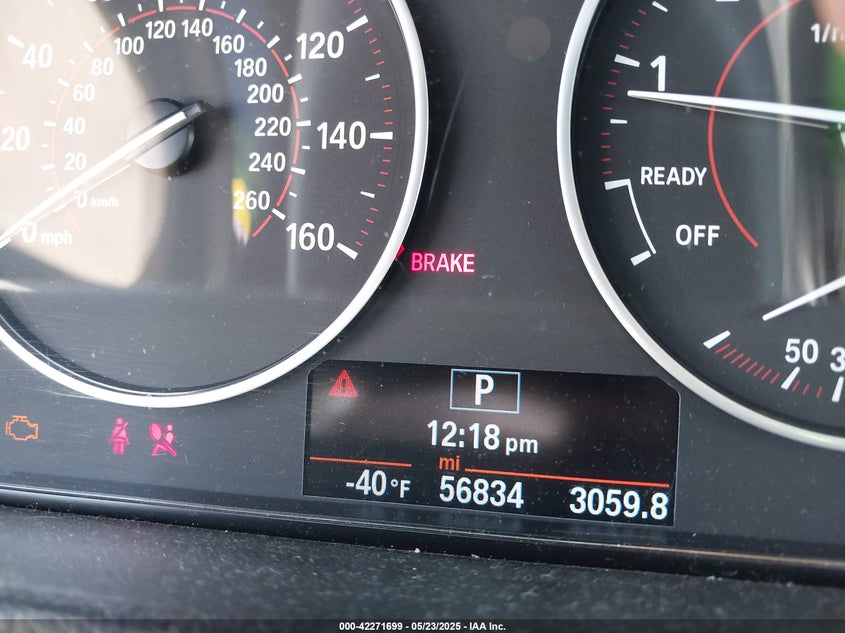 20
40
80 100 120 140 160 180 200 220 240 260
60
40
20
0 km/h
0 mph
120
140
160
BRAKE
1
1/m
READY
OFF
50
P
12:18 pm
mi
-40 °F 56834 3059.8
000-42271699 - 05/23/2025 - IAA Inc.